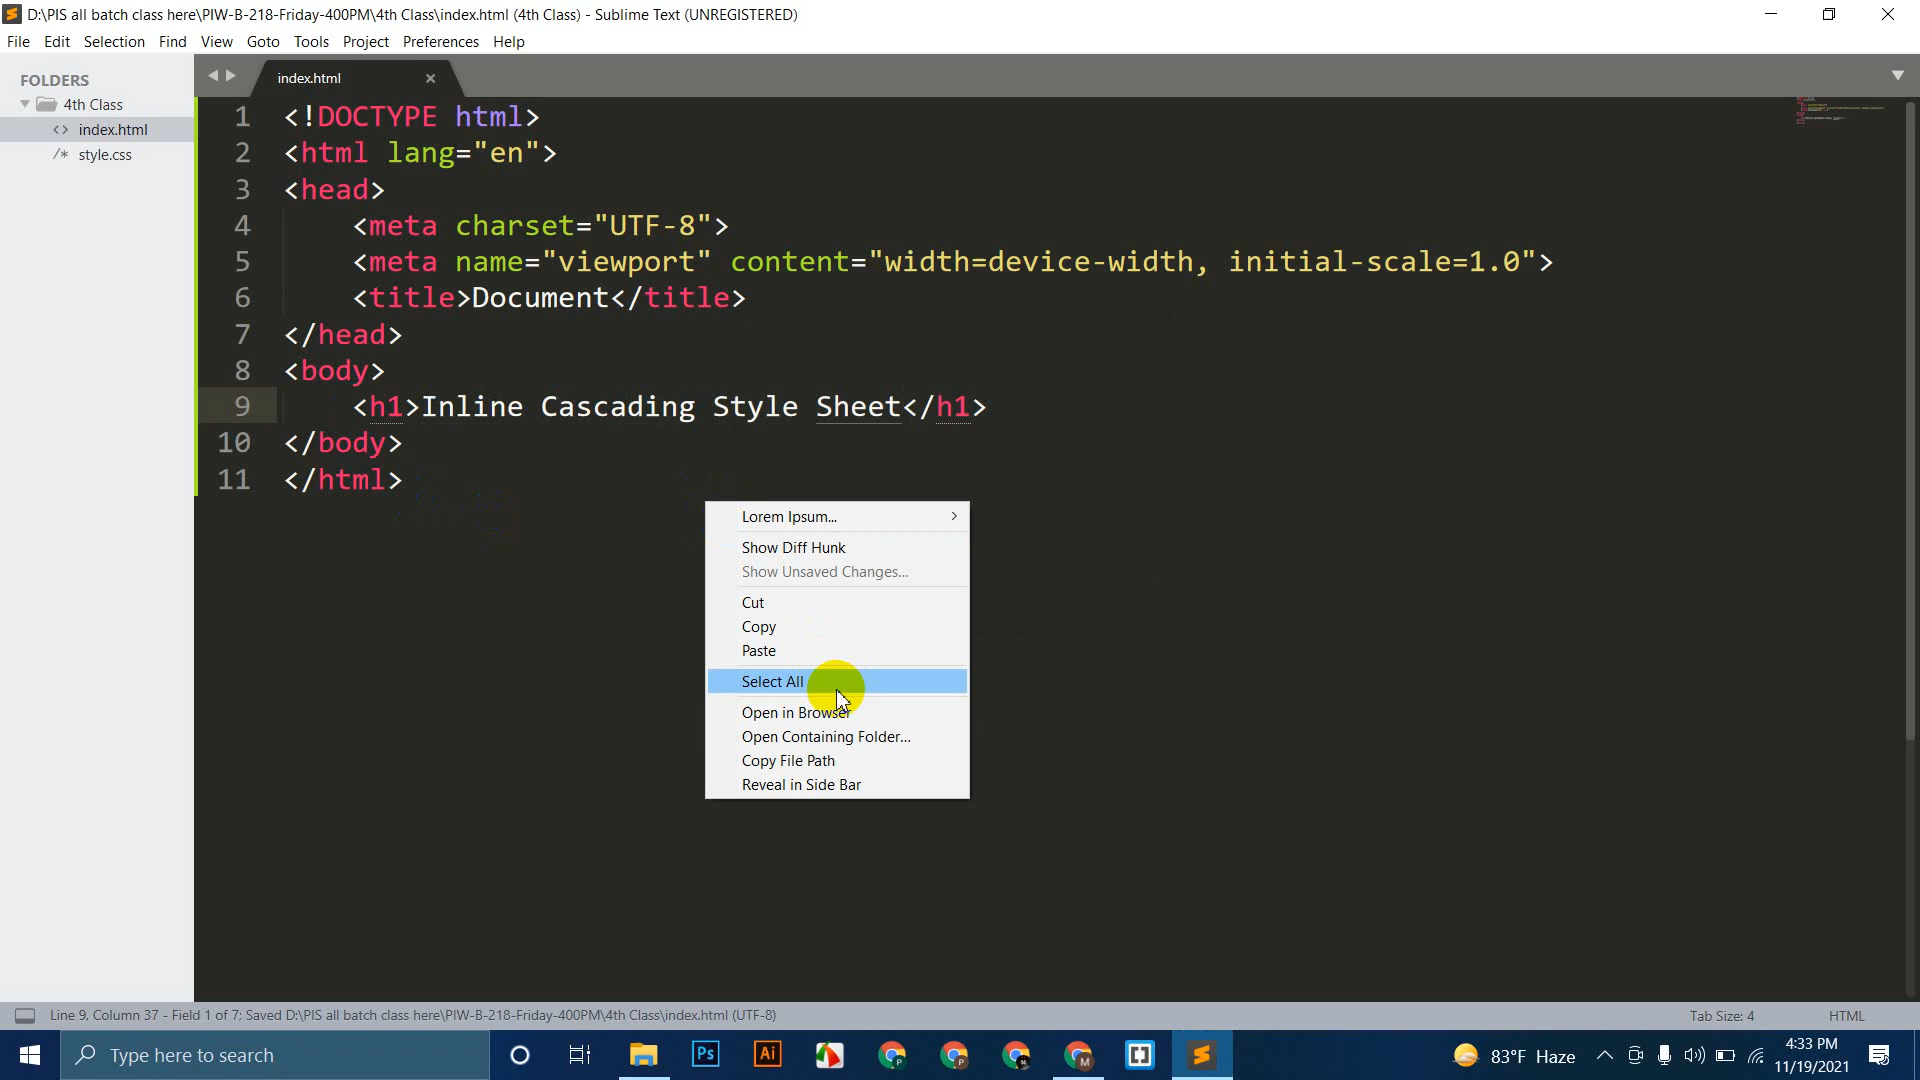 D:\PIS all batch class here\PIW-B-218-Friday-400PM\4th Class\index.html (4th Class) - Sublime Text (UNREGISTERED)
File Edit Selection Find View Goto Tools Project Preferences Help
FOLDERS
4th Class
<> index.html
/* style.css
index.html
1 <!DOCTYPE html>
2 <html lang="en">
3 <head>
4 <meta charset="UTF-8">
5 <meta name="viewport" content="width=device-width, initial-scale=1.0">
6 <title>Document</title>
7 </head>
8 <body>
9 <h1>Inline Cascading Style Sheet</h1>
10 </body>
11 </html>
Lorem Ipsum...
Show Diff Hunk
Show Unsaved Changes...
Cut
Copy
Paste
Select All
Open in Browser
Open Containing Folder...
Copy File Path
Reveal in Side Bar
Line 9, Column 37 - Field 1 of 7; Saved D:\PIS all batch class here\PIW-B-218-Friday-400PM\4th Class\index.html (UTF-8) Tab Size: 4 HTML
Type here to search Ps Ai 83°F Haze 4:33 PM
11/19/2021